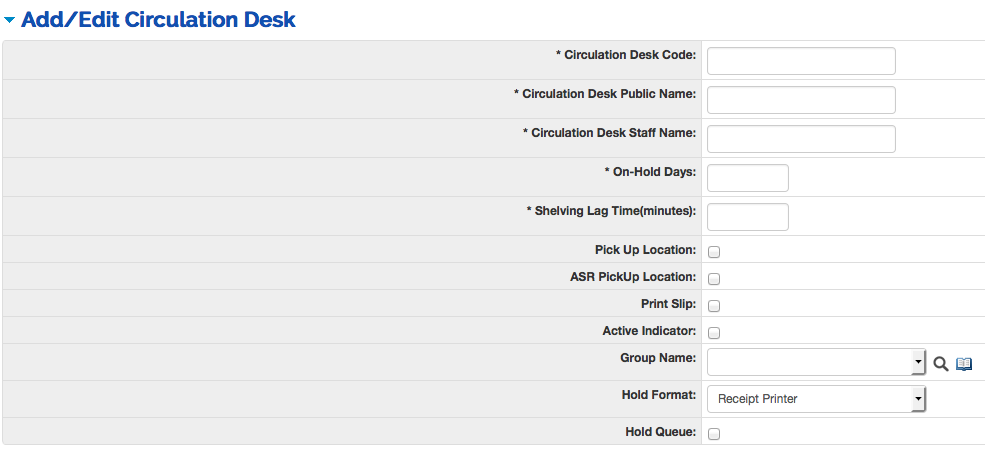 Add/Edit Circulation Desk
* Circulation Desk Code:
* Circulation Desk Public Name:
* Circulation Desk Staff Name:
* On-Hold Days:
* Shelving Lag Time(minutes):
Pick Up Location:
ASR PickUp Location:
Print Slip:
Active Indicator:
Group Name:
Hold Format: Receipt Printer
Hold Queue: